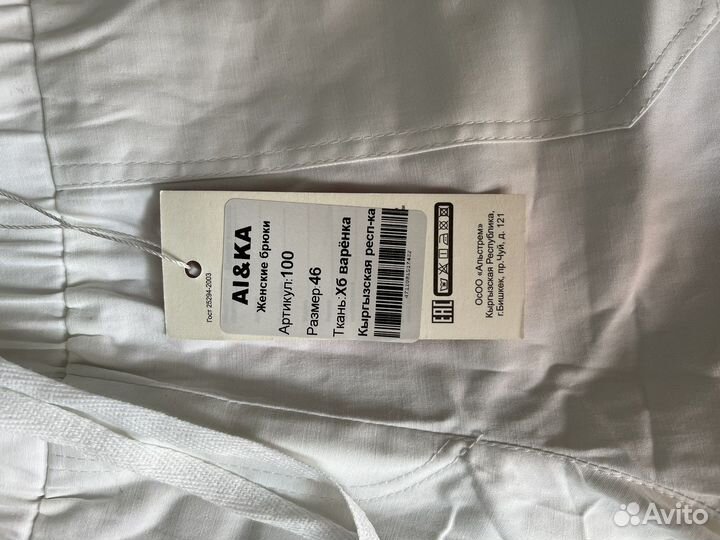 AI&KA
Женские брюки
Артикул:100
Размер 46
Ткань:Хб варёнка
Кыргызская респ-ка
Гост 25294-2003
EAC
ОсОО «Альстрем»
Кыргызская Республика,
г.Бишкек, пр.Чуй, д. 121
Avito